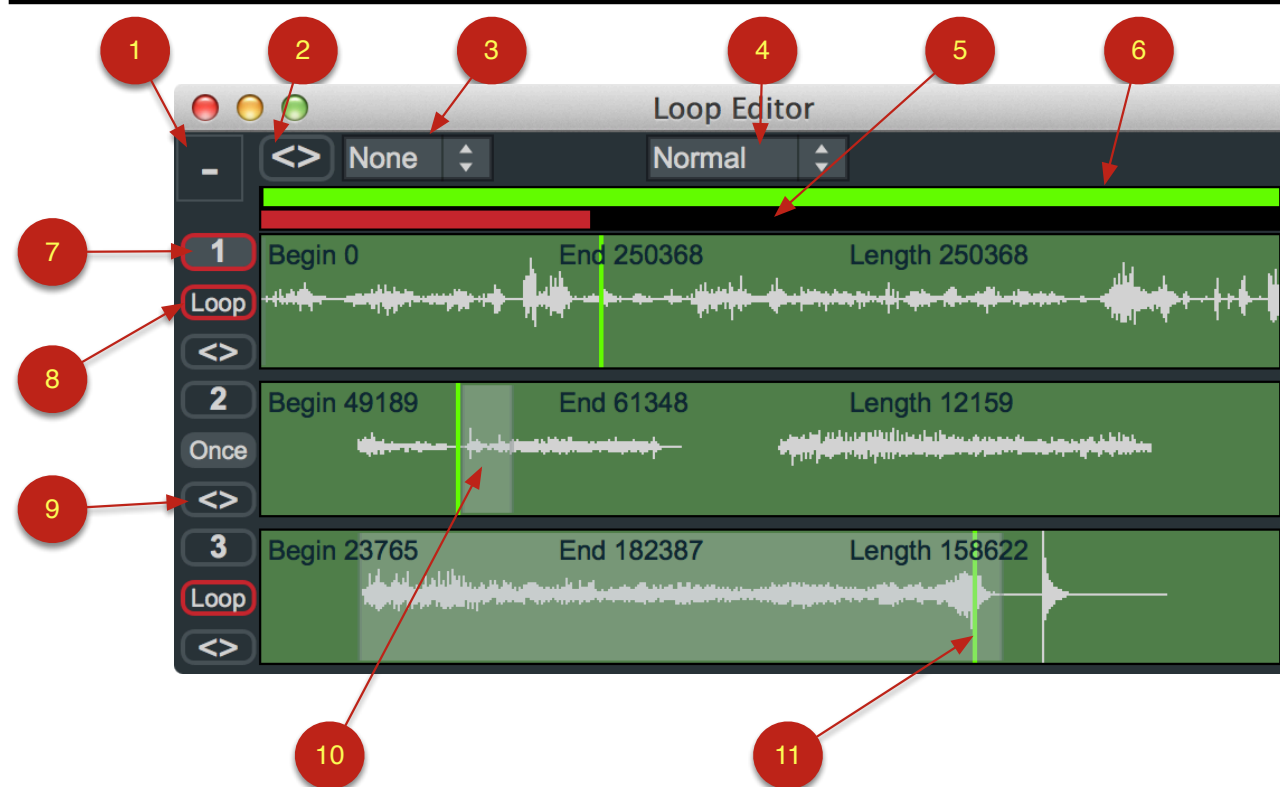 1 2 3 4 5 6
Loop Editor
- <> None Normal
7 1 Begin 0 End 250368 Length 250368
Loop
8 <>
2 Begin 49189 End 61348 Length 12159
Once
9 <>
3 Begin 23765 End 182387 Length 158622
Loop
<>
10 11